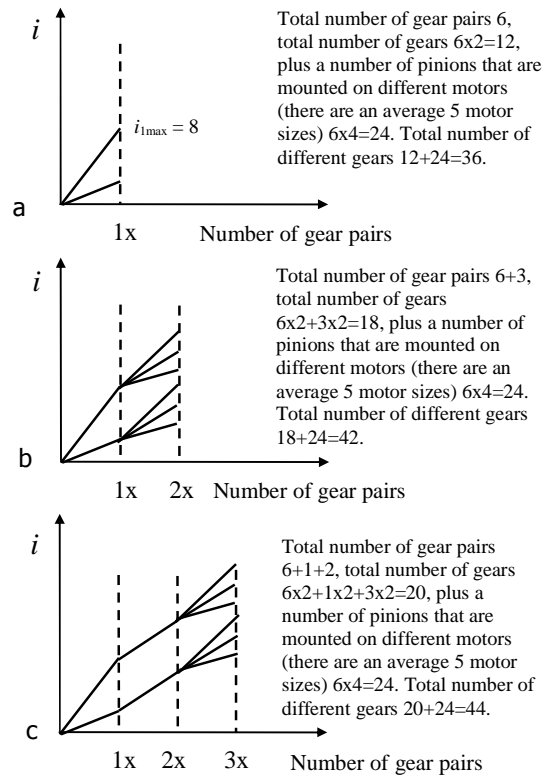 i
i1max = 8
a
1x Number of gear pairs
Total number of gear pairs 6,
total number of gears 6x2=12,
plus a number of pinions that are
mounted on different motors
(there are an average 5 motor
sizes) 6x4=24. Total number of
different gears 12+24=36.
i
b
1x 2x Number of gear pairs
Total number of gear pairs 6+3,
total number of gears
6x2+3x2=18, plus a number of
pinions that are mounted on
different motors (there are an
average 5 motor sizes) 6x4=24.
Total number of different gears
18+24=42.
i
c
1x 2x 3x Number of gear pairs
Total number of gear pairs
6+1+2, total number of gears
6x2+1x2+3x2=20, plus a
number of pinions that are
mounted on different motors
(there are an average 5 motor
sizes) 6x4=24. Total number of
different gears 20+24=44.